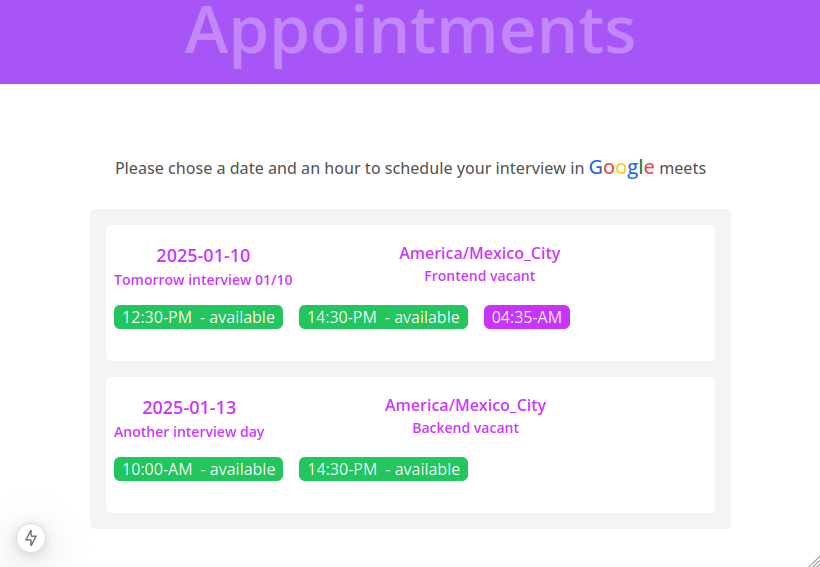 Appointments
Please chose a date and an hour to schedule your interview in Google meets
2025-01-10
America/Mexico_City
Tomorrow interview 01/10
Frontend vacant
12:30-PM - available
14:30-PM - available
04:35-AM
2025-01-13
America/Mexico_City
Another interview day
Backend vacant
10:00-AM - available
14:30-PM - available